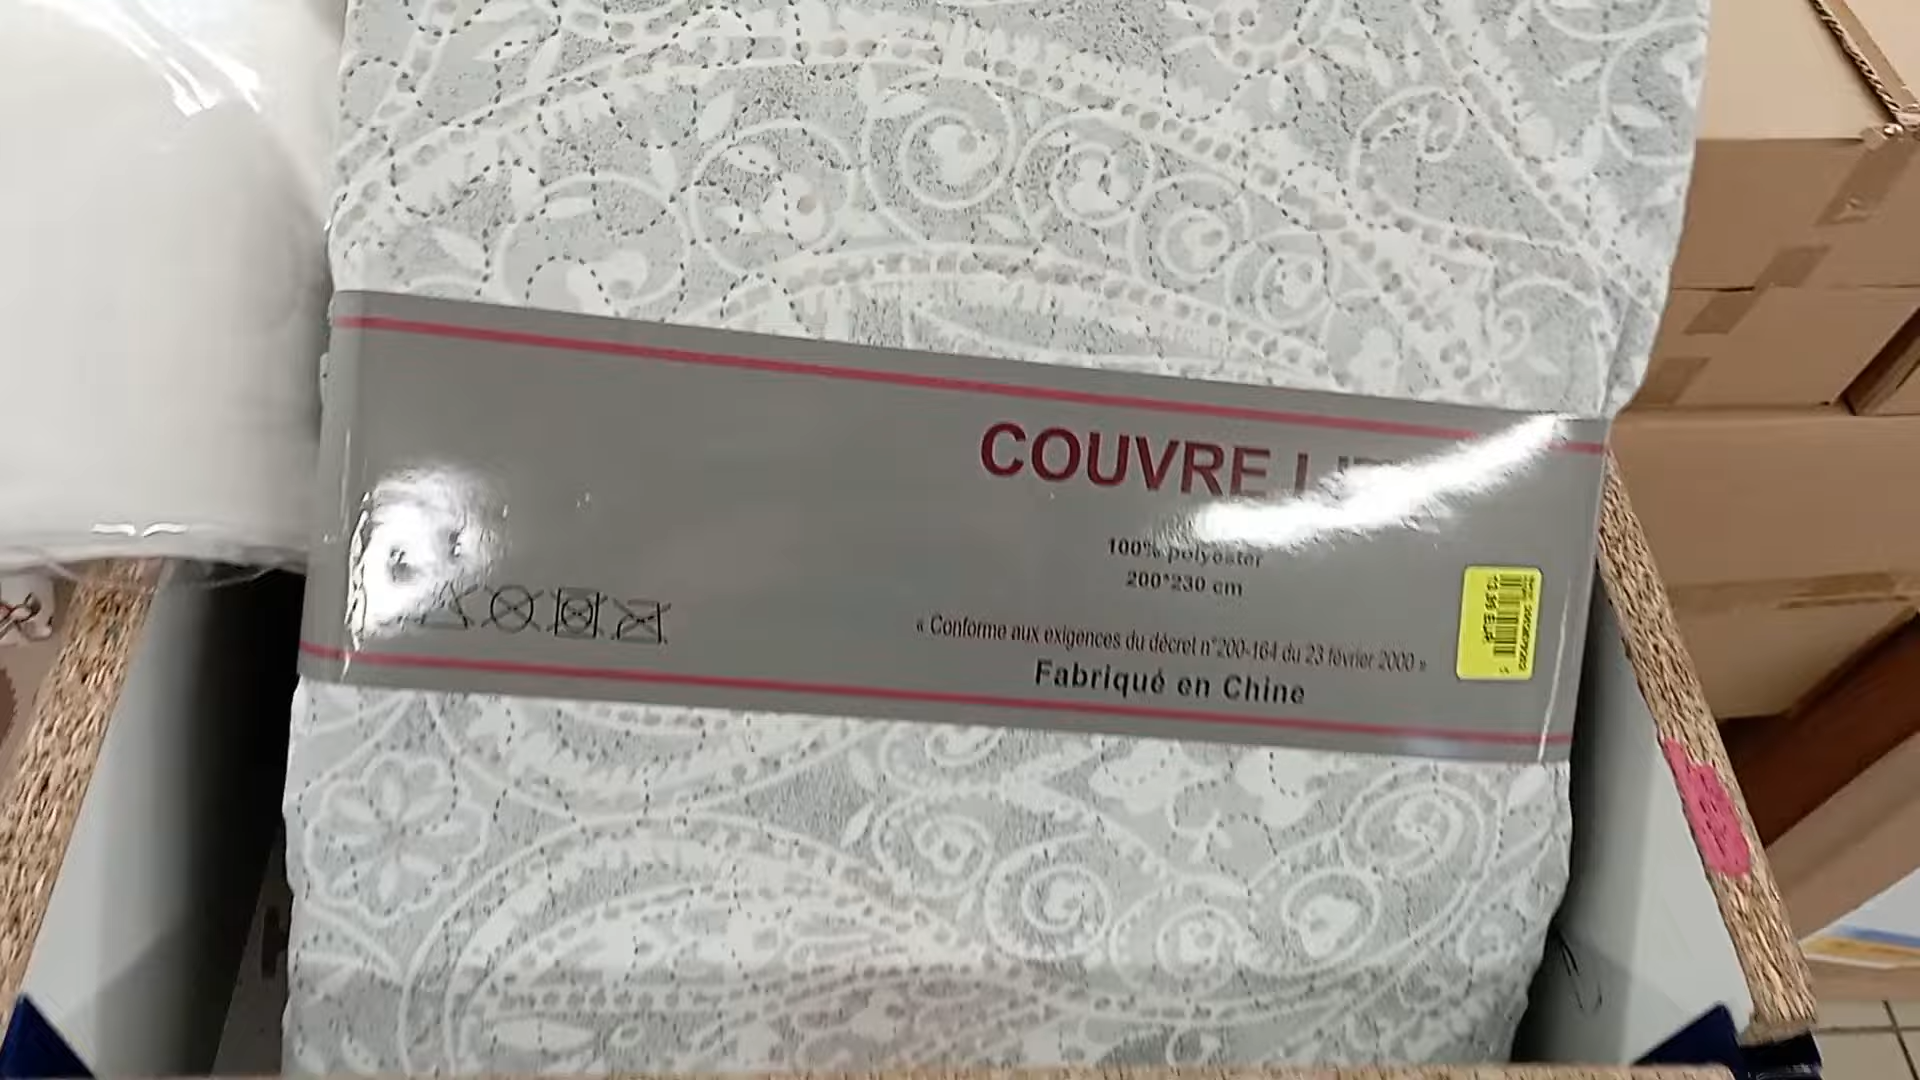 COUVRE
100% polyester
200*230 cm
« Conforme aux exigences du décret n°200-164 du 23 février 2000 »
Fabriqué en Chine